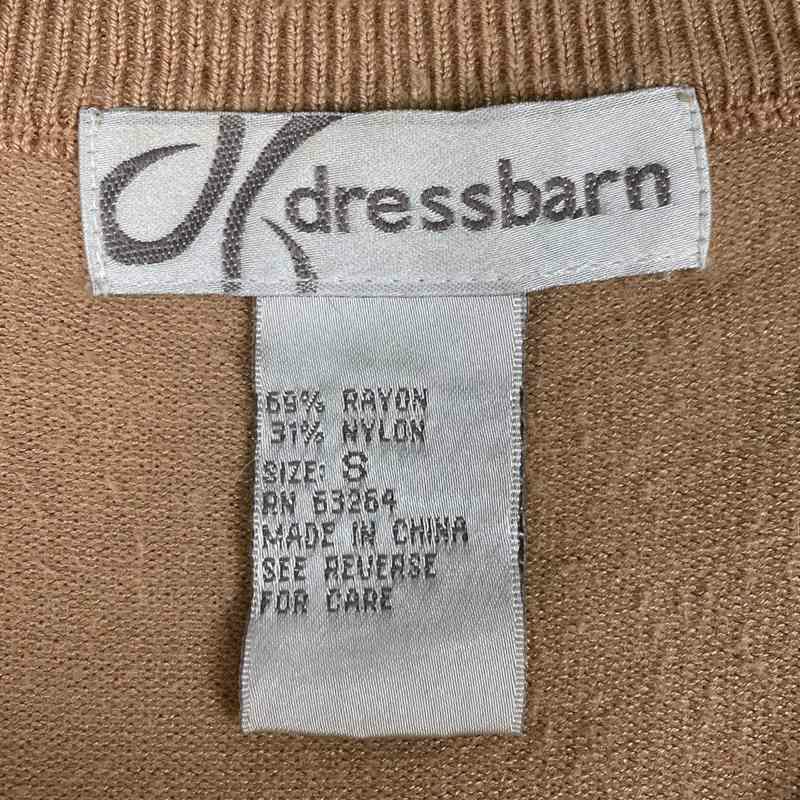 dressbarn
69% RAYON
31% NYLON
SIZE: S
RN 63264
MADE IN CHINA
SEE REVERSE
FOR CARE